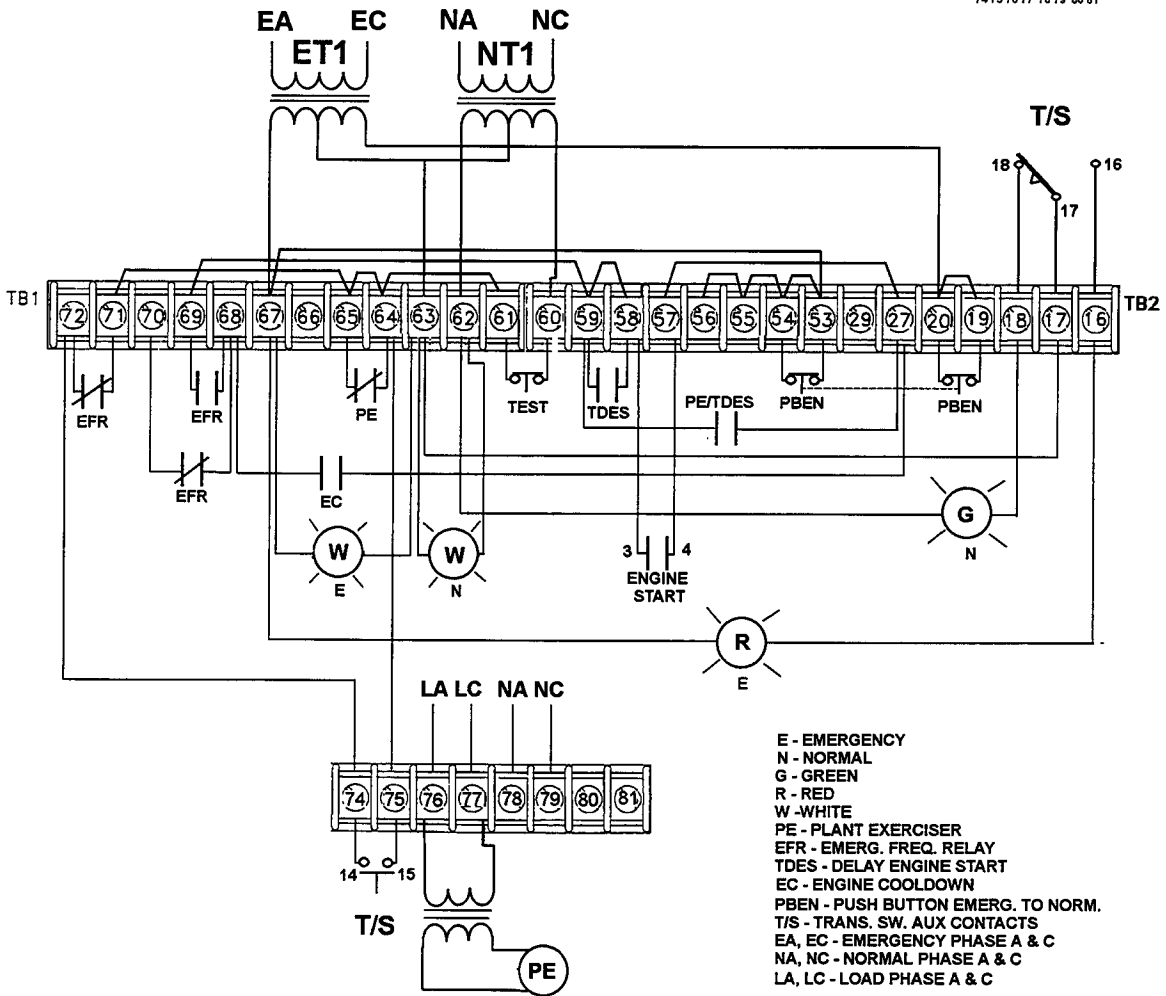 EA EC NA NC
ET1 NT1
T/S
18 16
17
TB1 72 71 70 69 68 67 66 65 64 63 62 61 60 59 58 57 56 55 54 53 29 27 20 19 18 17 16 TB2
EFR EFR PE TEST TDES PE/TDES PBEN PBEN
EFR EC
G
N
W W
E N
3 4
ENGINE
START
R
E
LA LC NA NC
74 75 76 77 78 79 80 81
14 15
T/S
PE
E - EMERGENCY
N - NORMAL
G - GREEN
R - RED
W -WHITE
PE - PLANT EXERCISER
EFR - EMERG. FREQ. RELAY
TDES - DELAY ENGINE START
EC - ENGINE COOLDOWN
PBEN - PUSH BUTTON EMERG. TO NORM.
T/S - TRANS. SW. AUX CONTACTS
EA, EC - EMERGENCY PHASE A & C
NA, NC - NORMAL PHASE A & C
LA, LC - LOAD PHASE A & C